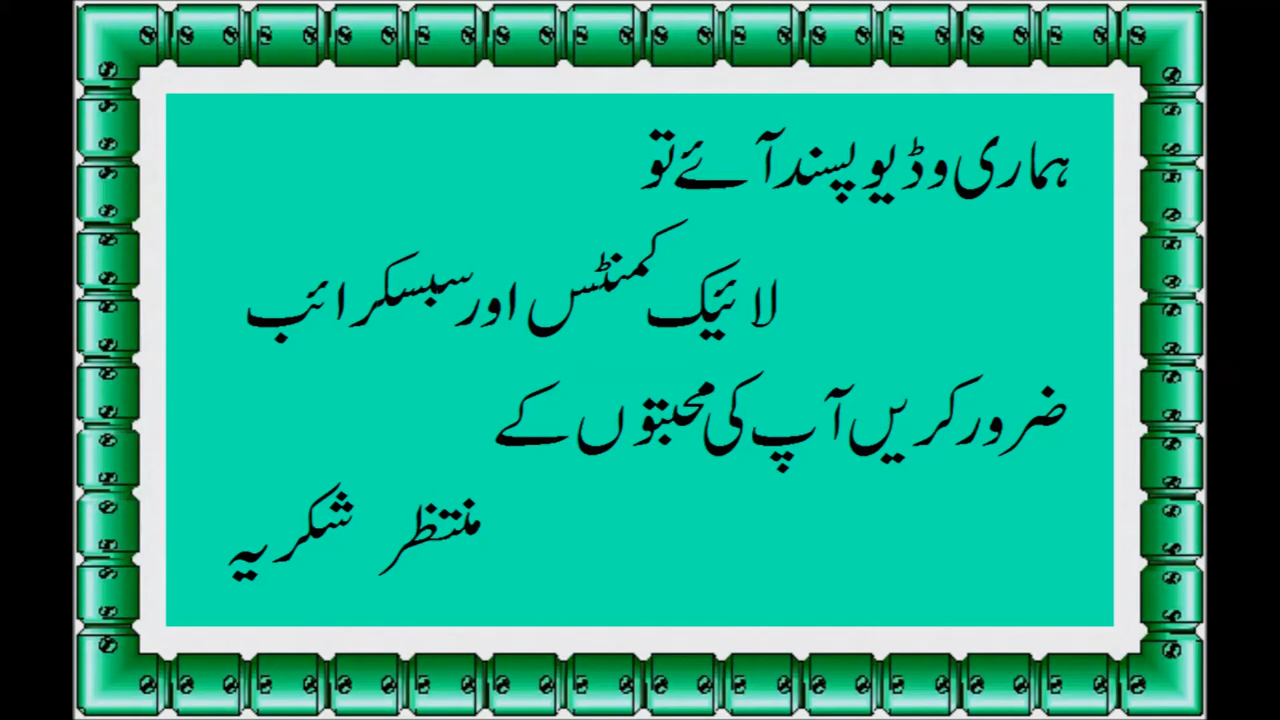 ہماری وڈیو پسند آئے تو
لائیک کمنٹس اور سبسکرائب
ضرور کریں آپ کی محبتوں کے
منتظر شکریہ